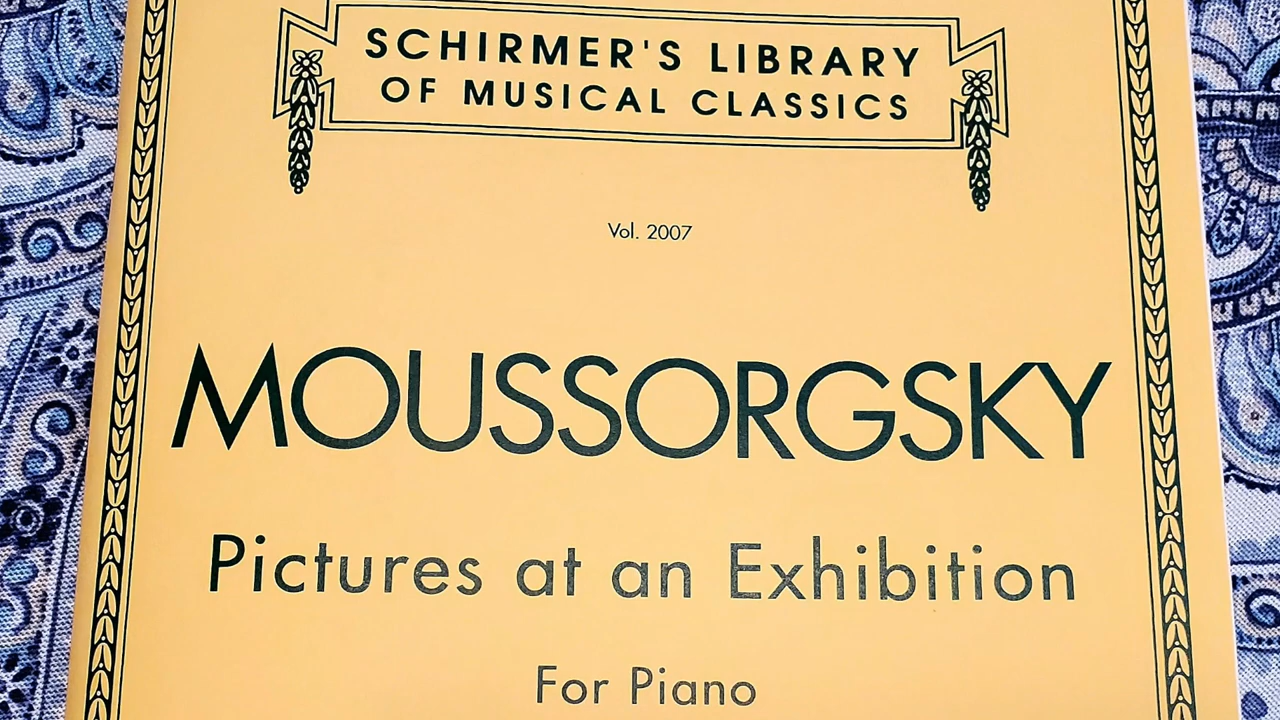 SCHIRMER'S LIBRARY
OF MUSICAL CLASSICS
Vol. 2007
MOUSSORGSKY
Pictures at an Exhibition
For Piano